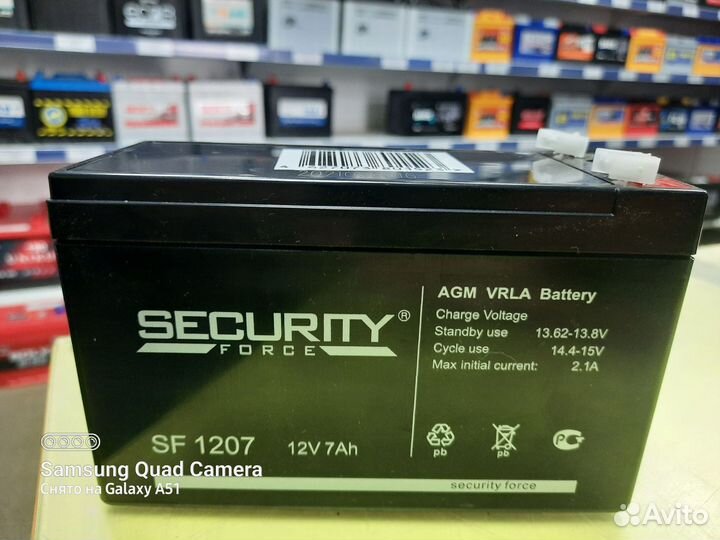 SECURITY®
FORCE
SF 1207 12V 7Ah
AGM VRLA Battery
Charge Voltage
Standby use 13.62-13.8V
Cycle use 14.4-15V
Max initial current: 2.1A
pb pb
security force
Samsung Quad Camera
Снято на Galaxy A51
Avito